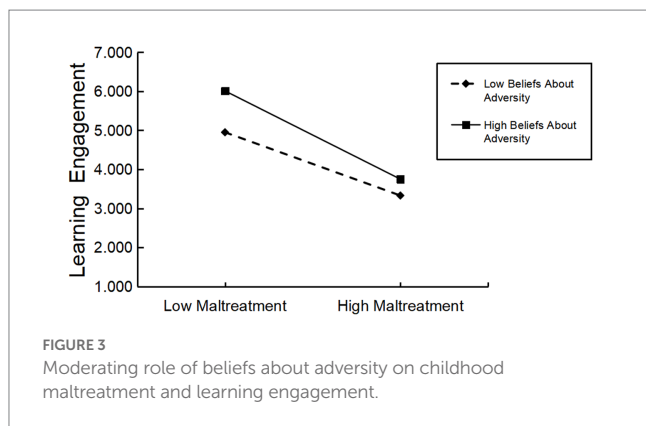 7.000
6.000
5.000
4.000
3.000
2.000
1.000
Learning Engagement
Low Maltreatment
High Maltreatment
Low Beliefs About
Adversity
High Beliefs About
Adversity
FIGURE 3
Moderating role of beliefs about adversity on childhood
maltreatment and learning engagement.